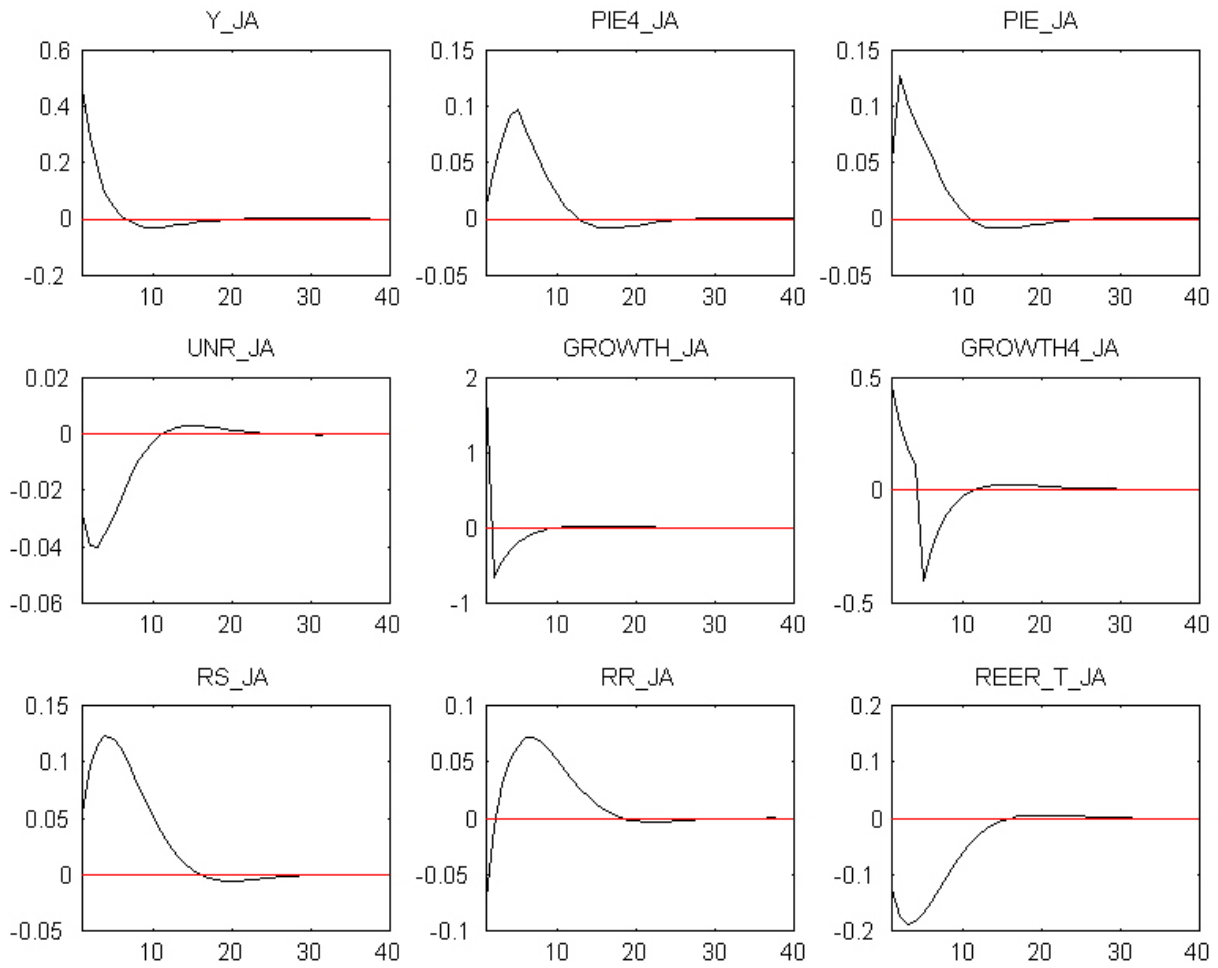 Y_JA PIE4_JA PIE_JA
0.6 0.15 0.15
0.4 0.1 0.1
0.2 0.05 0.05
0 0 0
-0.2 -0.05 -0.05
10 20 30 40 10 20 30 40 10 20 30 40
UNR_JA GROWTH_JA GROWTH4_JA
0.02 2 0.5
0 1 0
-0.02 0 -0.5
-0.04 -1
-0.06
10 20 30 40 10 20 30 40 10 20 30 40
RS_JA RR_JA REER_T_JA
0.15 0.1 0.2
0.1 0.05 0.1
0.05 0 0
0 -0.05 -0.1
-0.05 -0.1 -0.2
10 20 30 40 10 20 30 40 10 20 30 40